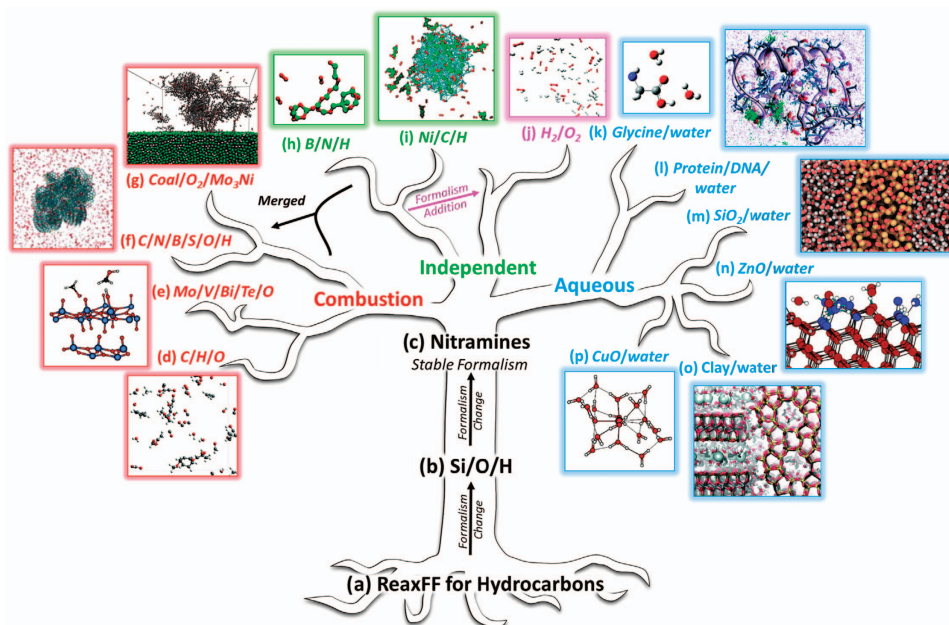 (h) B/N/H
(i) Ni/C/H
(j) H₂/O₂
(k) Glycine/water
(g) Coal/O₂/Mo₃Ni
(l) Protein/DNA/
water
Merged
Formalism
Addition
(m) SiO₂/water
(f) C/N/B/S/O/H
Independent
(n) ZnO/water
(e) Mo/V/Bi/Te/O
Combustion
Aqueous
(c) Nitramines
Stable Formalism
(d) C/H/O
(p) CuO/water
(o) Clay/water
Formalism
Change
(b) Si/O/H
Formalism
Change
(a) ReaxFF for Hydrocarbons